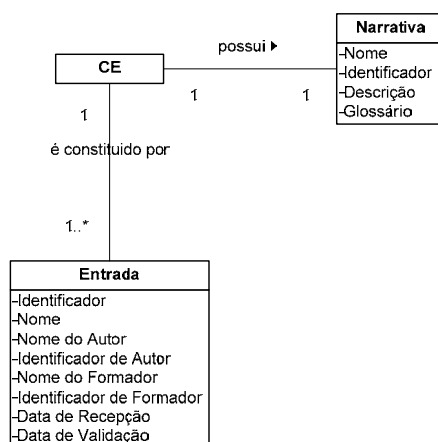 Narrativa
-Nome
-Identificador
-Descrição
-Glossário
possui
CE
1
1
1
é constituido por
1..*
Entrada
-Identificador
-Nome
-Nome do Autor
-Identificador de Autor
-Nome do Formador
-Identificador de Formador
-Data de Recepção
-Data de Validação